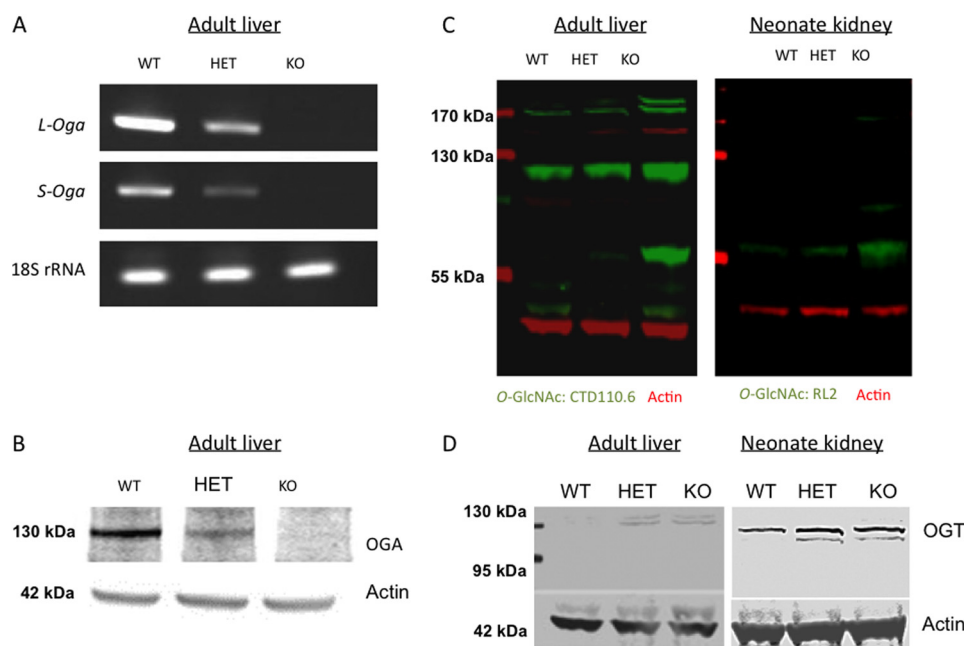 A
Adult liver
WT HET KO
L-Oga
S-Oga
18S rRNA
B
Adult liver
WT HET KO
130 kDa
OGA
42 kDa
Actin
C
Adult liver
WT HET KO
170 kDa
130 kDa
55 kDa
O-GlcNAc: CTD110.6 Actin
Neonate kidney
WT HET KO
O-GlcNAc: RL2 Actin
D
Adult liver
WT HET KO
130 kDa
95 kDa
42 kDa
Neonate kidney
WT HET KO
OGT
Actin